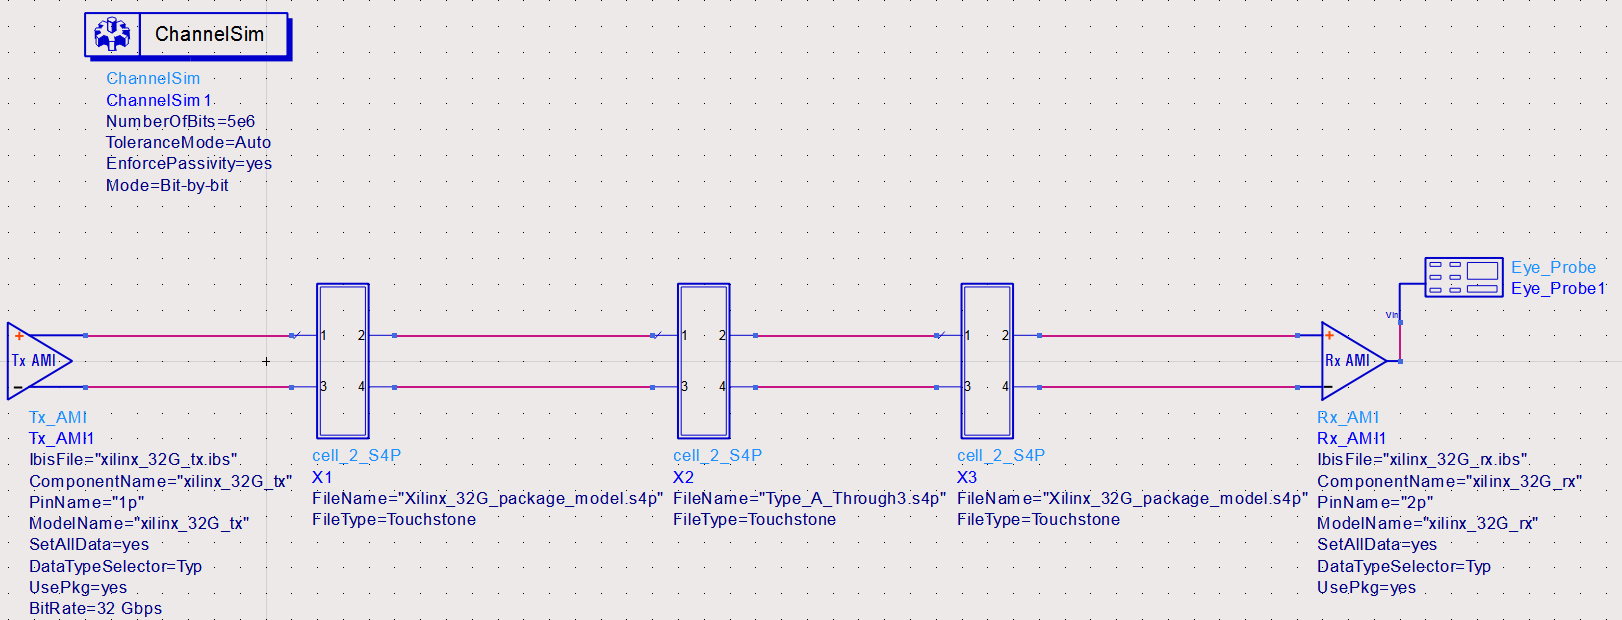 ChannelSim
ChannelSim
ChannelSim1
NumberOfBits=5e6
ToleranceMode=Auto
EnforcePassivity=yes
Mode=Bit-by-bit
Eye_Probe
Eye_Probe1
Vin
+
Tx AMI
−
1 2
3 4
1 2
3 4
1 2
3 4
+
Rx AMI
−
Tx_AMI
Tx_AMI1
IbisFile="xilinx_32G_tx.ibs"
ComponentName="xilinx_32G_tx"
PinName="1p"
ModelName="xilinx_32G_tx"
SetAllData=yes
DataTypeSelector=Typ
UsePkg=yes
BitRate=32 Gbps
cell_2_S4P
X1
FileName="Xilinx_32G_package_model.s4p"
FileType=Touchstone
cell_2_S4P
X2
FileName="Type_A_Through3.s4p"
FileType=Touchstone
cell_2_S4P
X3
FileName="Xilinx_32G_package_model.s4p"
FileType=Touchstone
Rx_AMI
Rx_AMI1
IbisFile="xilinx_32G_rx.ibs"
ComponentName="xilinx_32G_rx"
PinName="2p"
ModelName="xilinx_32G_rx"
SetAllData=yes
DataTypeSelector=Typ
UsePkg=yes